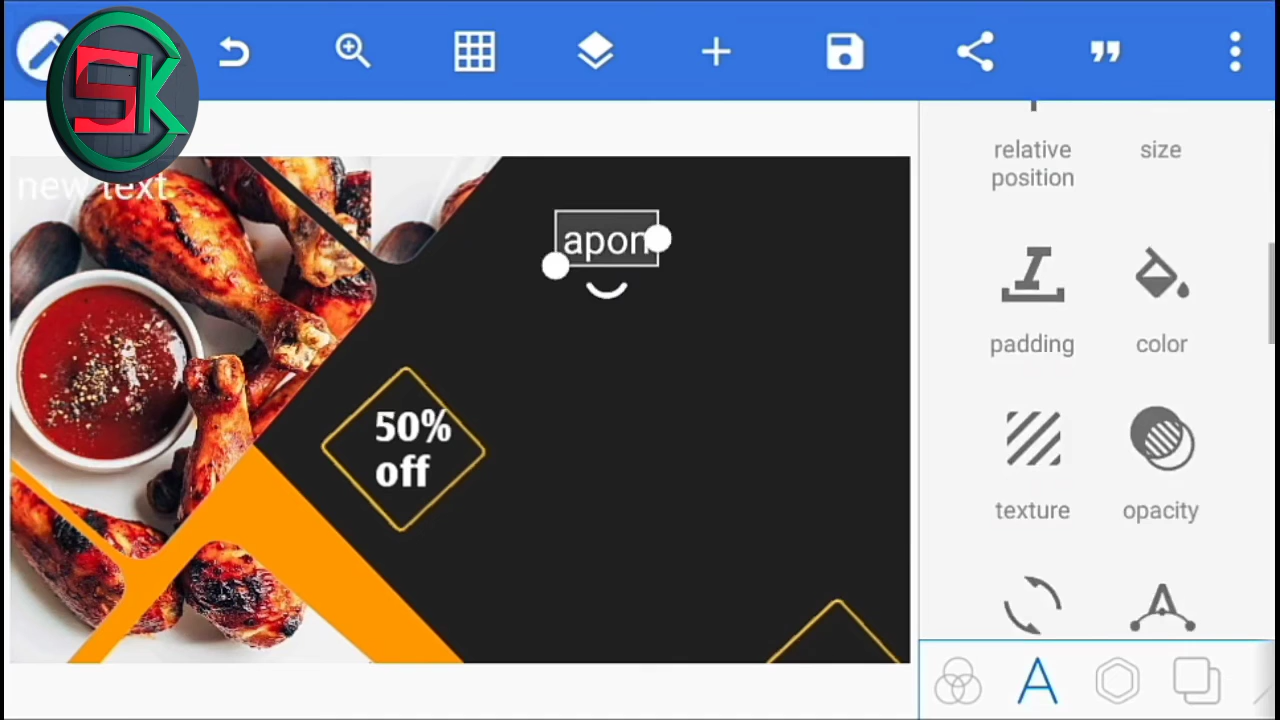 SK
relative
position
size
new text
apon
padding
color
50%
off
texture
opacity
A